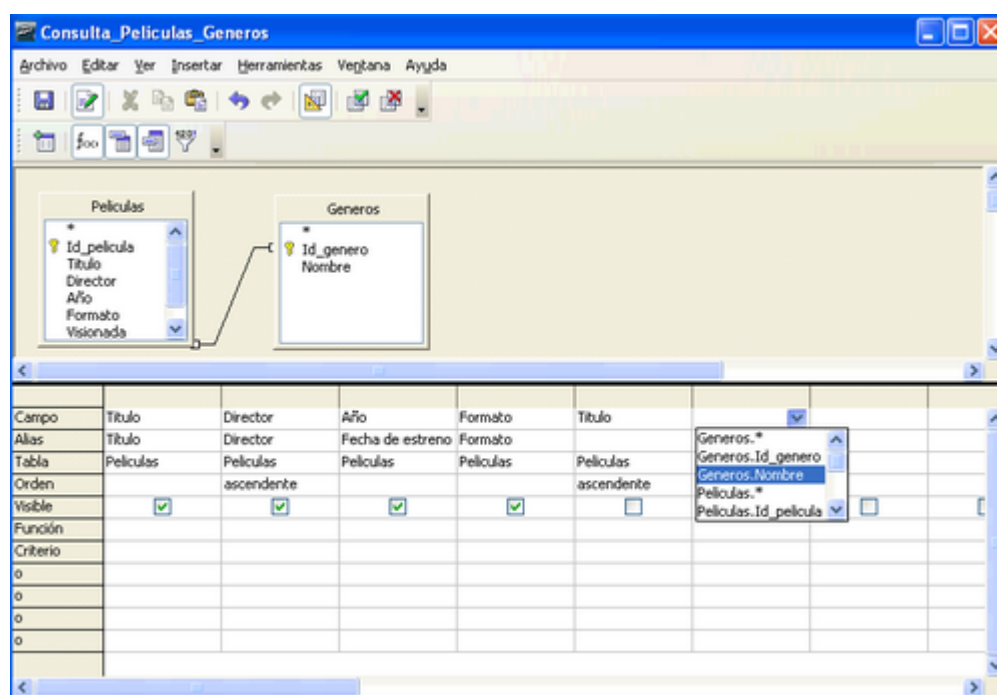 Consulta_Peliculas_Generos
Archivo Editar Ver Insertar Herramientas Ventana Ayuda
Peliculas
*
Id_pelicula
Titulo
Director
Año
Formato
Visionada
Generos
*
Id_genero
Nombre
Campo Titulo Director Año Formato Titulo
Alias Titulo Director Fecha de estreno Formato
Tabla Peliculas Peliculas Peliculas Peliculas Peliculas
Orden ascendente ascendente
Visible
Función
Criterio
o
o
o
o
Generos.*
Generos.Id_genero
Generos.Nombre
Peliculas.*
Peliculas.Id_pelicula